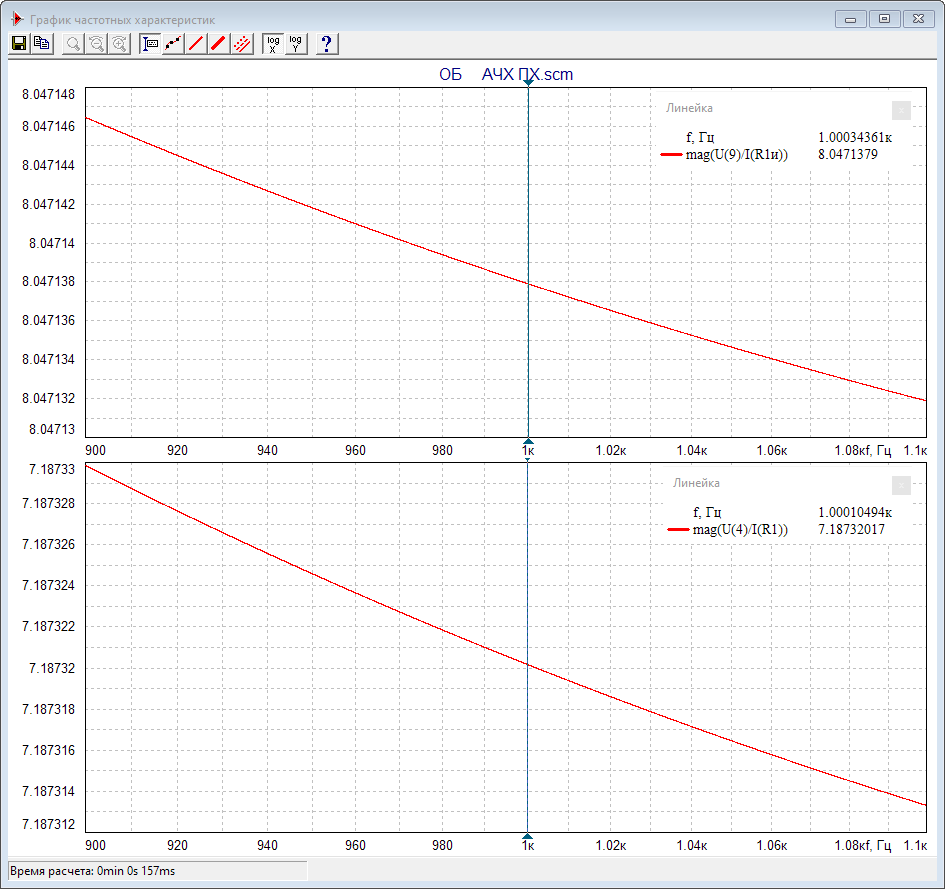 График частотных характеристик
log X log Y ?
ОБ АЧХ ПХ.scm
8.047148
8.047146
8.047144
8.047142
8.04714
8.047138
8.047136
8.047134
8.047132
8.04713
Линейка x
f, Гц 1.00034361к
mag(U(9)/I(R1и)) 8.0471379
900 920 940 960 980 1к 1.02к 1.04к 1.06к 1.08к f, Гц 1.1к
7.18733
7.187328
7.187326
7.187324
7.187322
7.18732
7.187318
7.187316
7.187314
7.187312
Линейка x
f, Гц 1.00010494к
mag(U(4)/I(R1)) 7.18732017
900 920 940 960 980 1к 1.02к 1.04к 1.06к 1.08к f, Гц 1.1к
Время расчета: 0min 0s 157ms